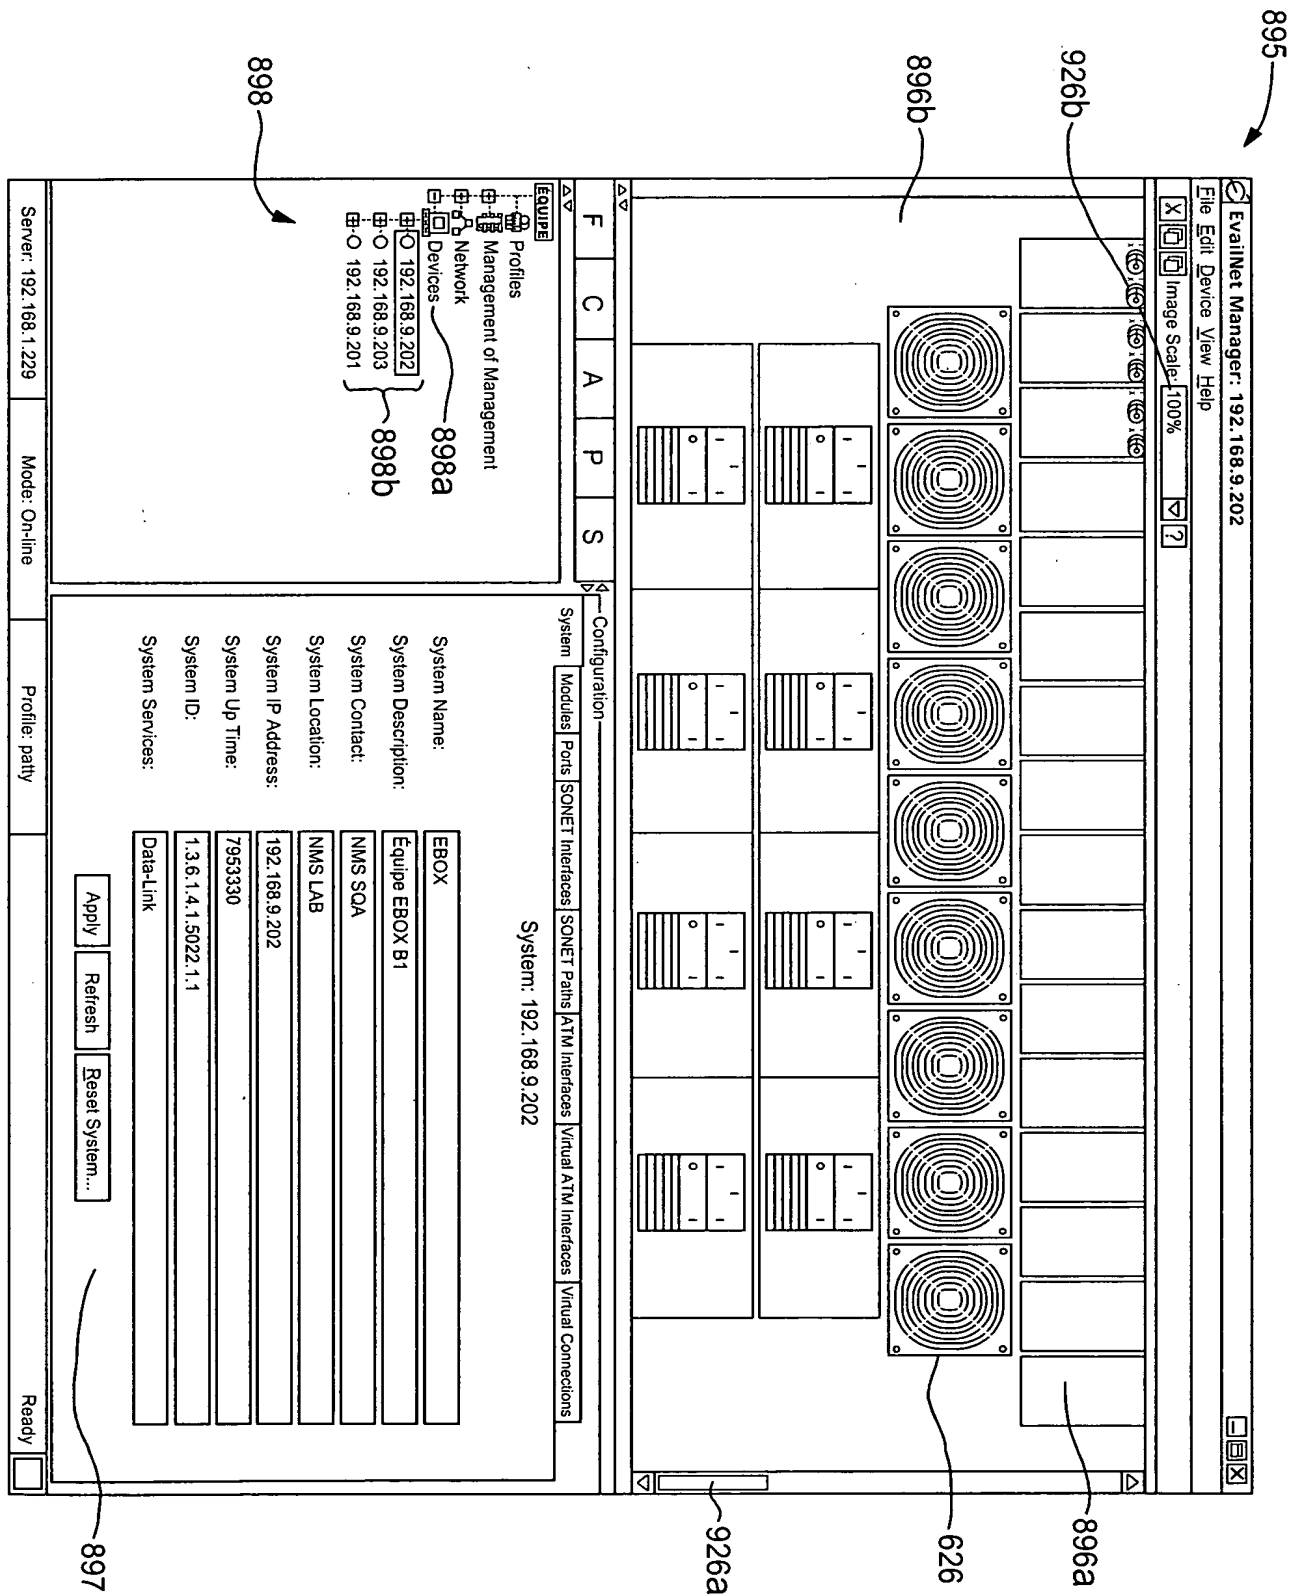 895
EvailNet Manager: 192.168.9.202
File Edit Device View Help
X Image Scale: 100% ?
926b
896b
896a
626
926a
F C A P S
ÉQUIPE
Profiles
Management of Management
Network
Devices
192.168.9.202
192.168.9.203
192.168.9.201
898
898a
898b
Configuration
System Modules Ports SONET Interfaces SONET Paths ATM Interfaces Virtual ATM Interfaces Virtual Connections
System: 192.168.9.202
System Name: EBOX
System Description: Équipe EBOX B1
System Contact: NMS SQA
System Location: NMS LAB
System IP Address: 192.168.9.202
System Up Time: 7953330
System ID: 1.3.6.1.4.1.5022.1.1
System Services: Data-Link
Apply Refresh Reset System...
897
Server: 192.168.1.229 Mode: On-line Profile: patty Ready